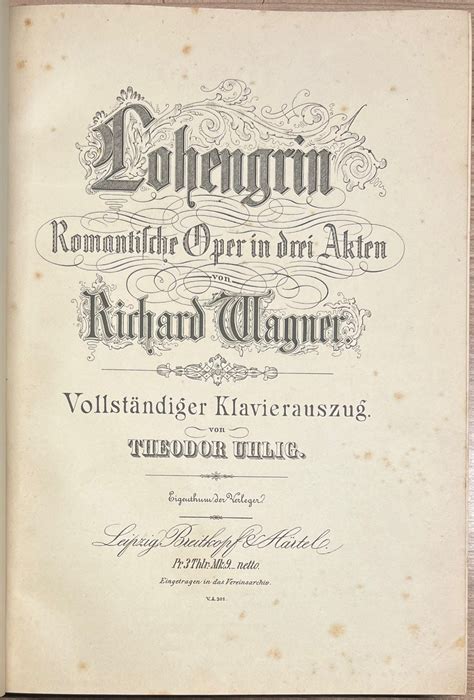 Lohengrin
Romantische Oper in drei Akten
von
Richard Wagner.
Vollständiger Klavierauszug.
von
THEODOR UHLIG.
Eigenthum der Verleger
Leipzig, Breitkopf & Härtel.
Pr. 3 Thlr. Mk. 9._ netto.
Eingetragen in das Vereinsarchiv.
V.A. 501.